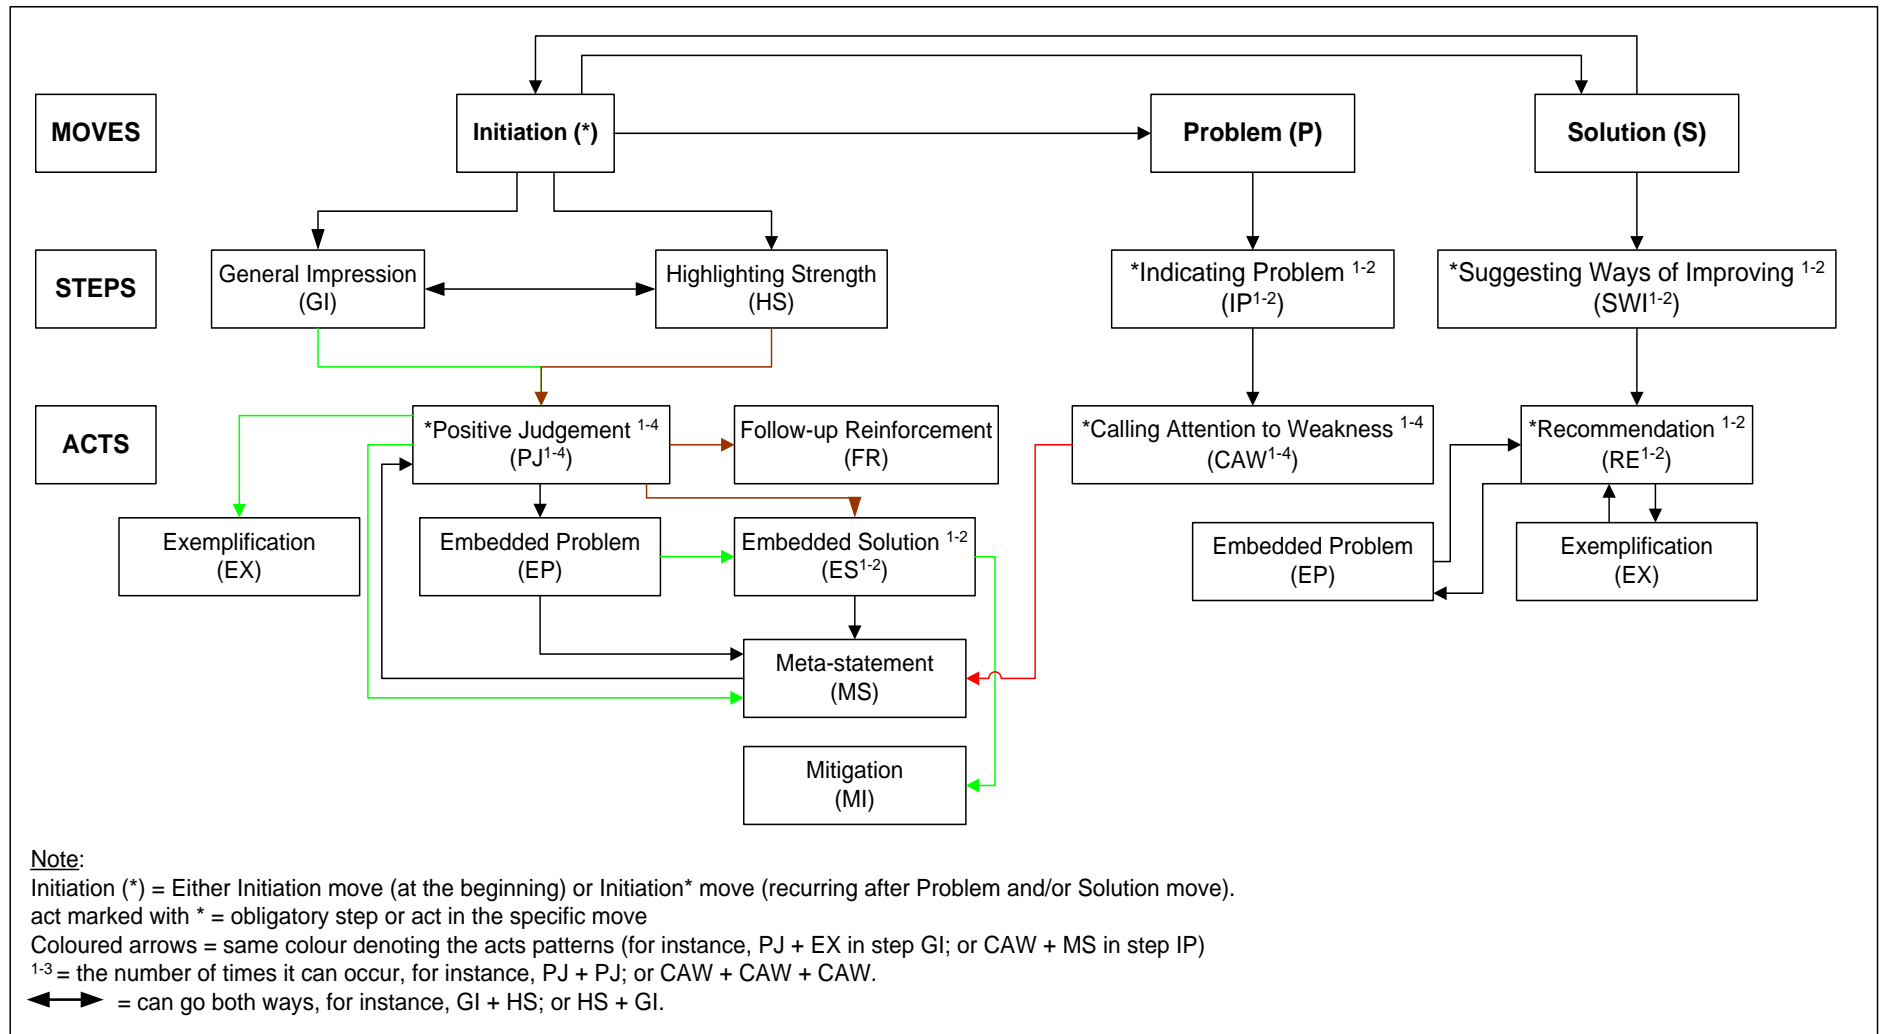 MOVES
Initiation (*)
Problem (P)
Solution (S)
STEPS
General Impression
(GI)
Highlighting Strength
(HS)
*Indicating Problem 1-2
(IP1-2)
*Suggesting Ways of Improving 1-2
(SWI1-2)
ACTS
*Positive Judgement 1-4
(PJ1-4)
Follow-up Reinforcement
(FR)
*Calling Attention to Weakness 1-4
(CAW1-4)
*Recommendation 1-2
(RE1-2)
Exemplification
(EX)
Embedded Problem
(EP)
Embedded Solution 1-2
(ES1-2)
Embedded Problem
(EP)
Exemplification
(EX)
Meta-statement
(MS)
Mitigation
(MI)
Note:
Initiation (*) = Either Initiation move (at the beginning) or Initiation* move (recurring after Problem and/or Solution move).
act marked with * = obligatory step or act in the specific move
Coloured arrows = same colour denoting the acts patterns (for instance, PJ + EX in step GI; or CAW + MS in step IP)
1-3 = the number of times it can occur, for instance, PJ + PJ; or CAW + CAW + CAW.
= can go both ways, for instance, GI + HS; or HS + GI.